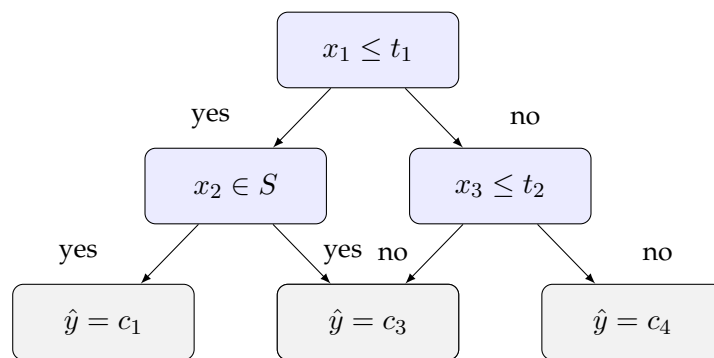 x₁ ≤ t₁
yes no
x₂ ∈ S x₃ ≤ t₂
yes yes no no
ŷ = c₁ ŷ = c₃ ŷ = c₄